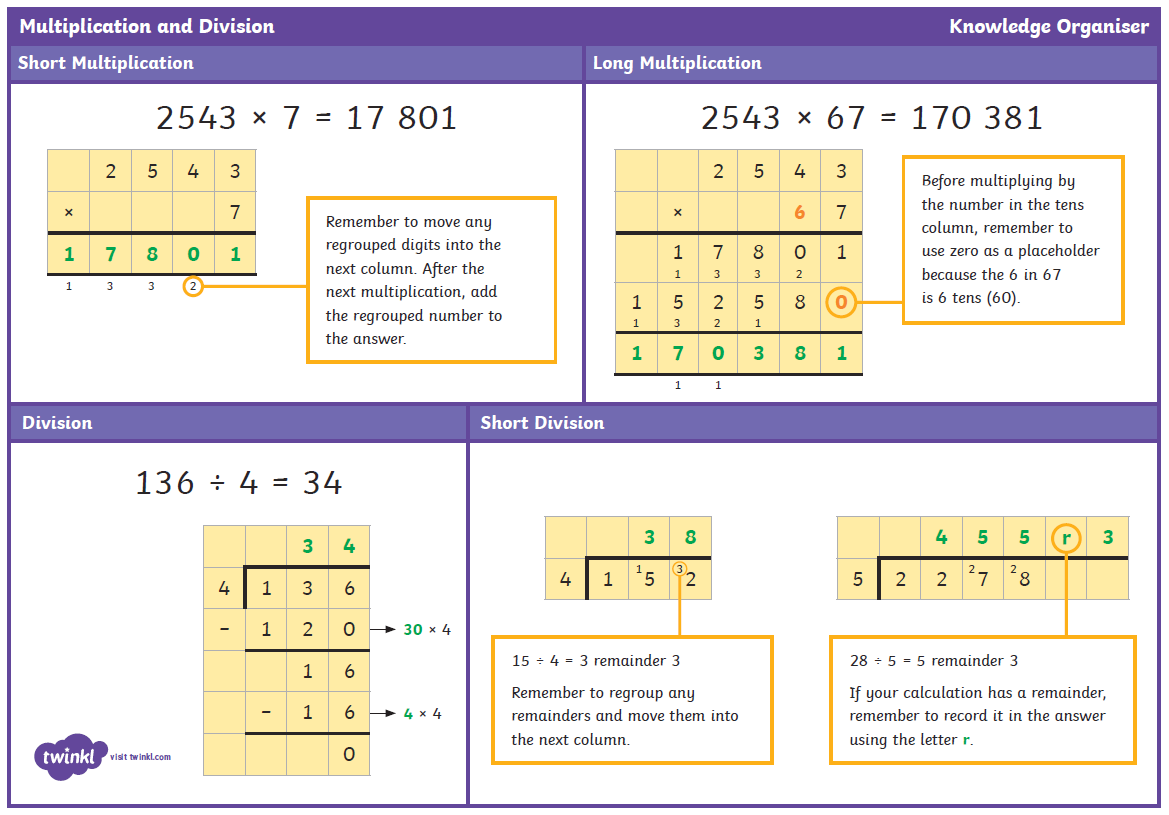 Multiplication and Division
Knowledge Organiser
Short Multiplication
2543 × 7 = 17 801
2 5 4 3
× 7
1 7 8 0 1
1 3 3 2
Remember to move any
regrouped digits into the
next column. After the
next multiplication, add
the regrouped number to
the answer.
Long Multiplication
2543 × 67 = 170 381
2 5 4 3
× 6 7
1 7 8 0 1
1 3 3 2
1 5 2 5 8 0
1 3 2 1
1 7 0 3 8 1
1 1
Before multiplying by
the number in the tens
column, remember to
use zero as a placeholder
because the 6 in 67
is 6 tens (60).
Division
136 ÷ 4 = 34
3 4
4 1 3 6
- 1 2 0 30 × 4
1 6
- 1 6 4 × 4
0
twinkl visit twinkl.com
Short Division
3 8
4 1 1 5 3 2
15 ÷ 4 = 3 remainder 3
Remember to regroup any
remainders and move them into
the next column.
4 5 5 r 3
5 2 2 2 7 2 8
28 ÷ 5 = 5 remainder 3
If your calculation has a remainder,
remember to record it in the answer
using the letter r.